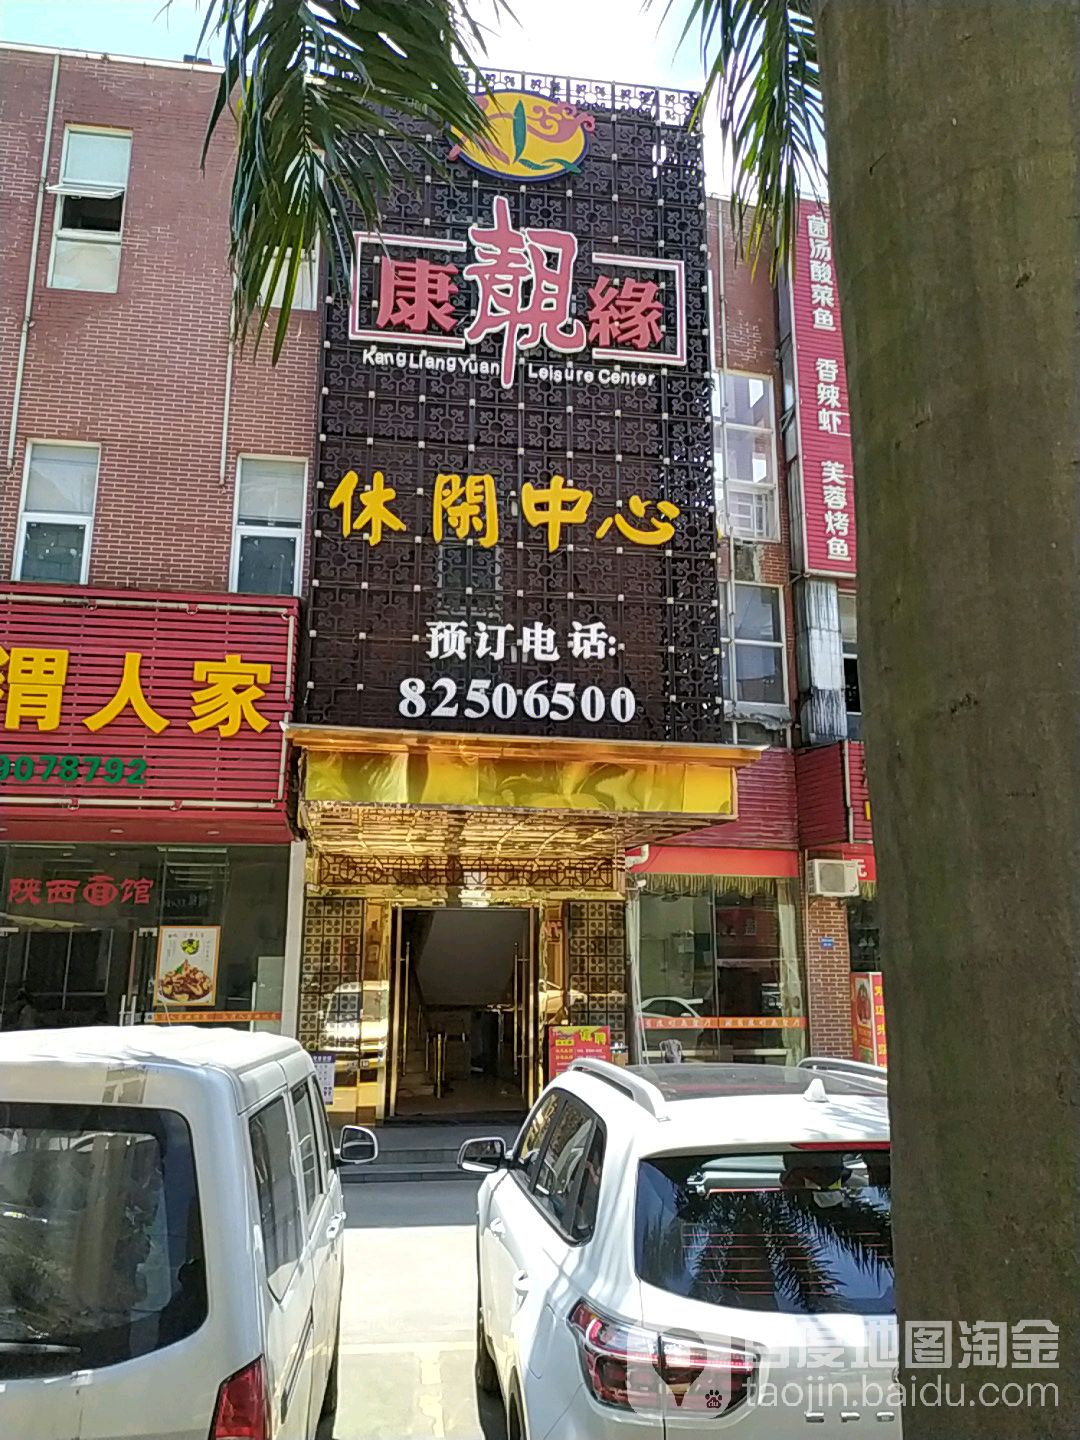 康靓緣
KangLiangYuan Leisure Center
休閑中心
预订电话:
82506500
菌汤酸菜鱼 香辣虾 芙蓉烤鱼
渭人家
9078792
陕西面馆
百度地图淘金
taojin.baidu.com